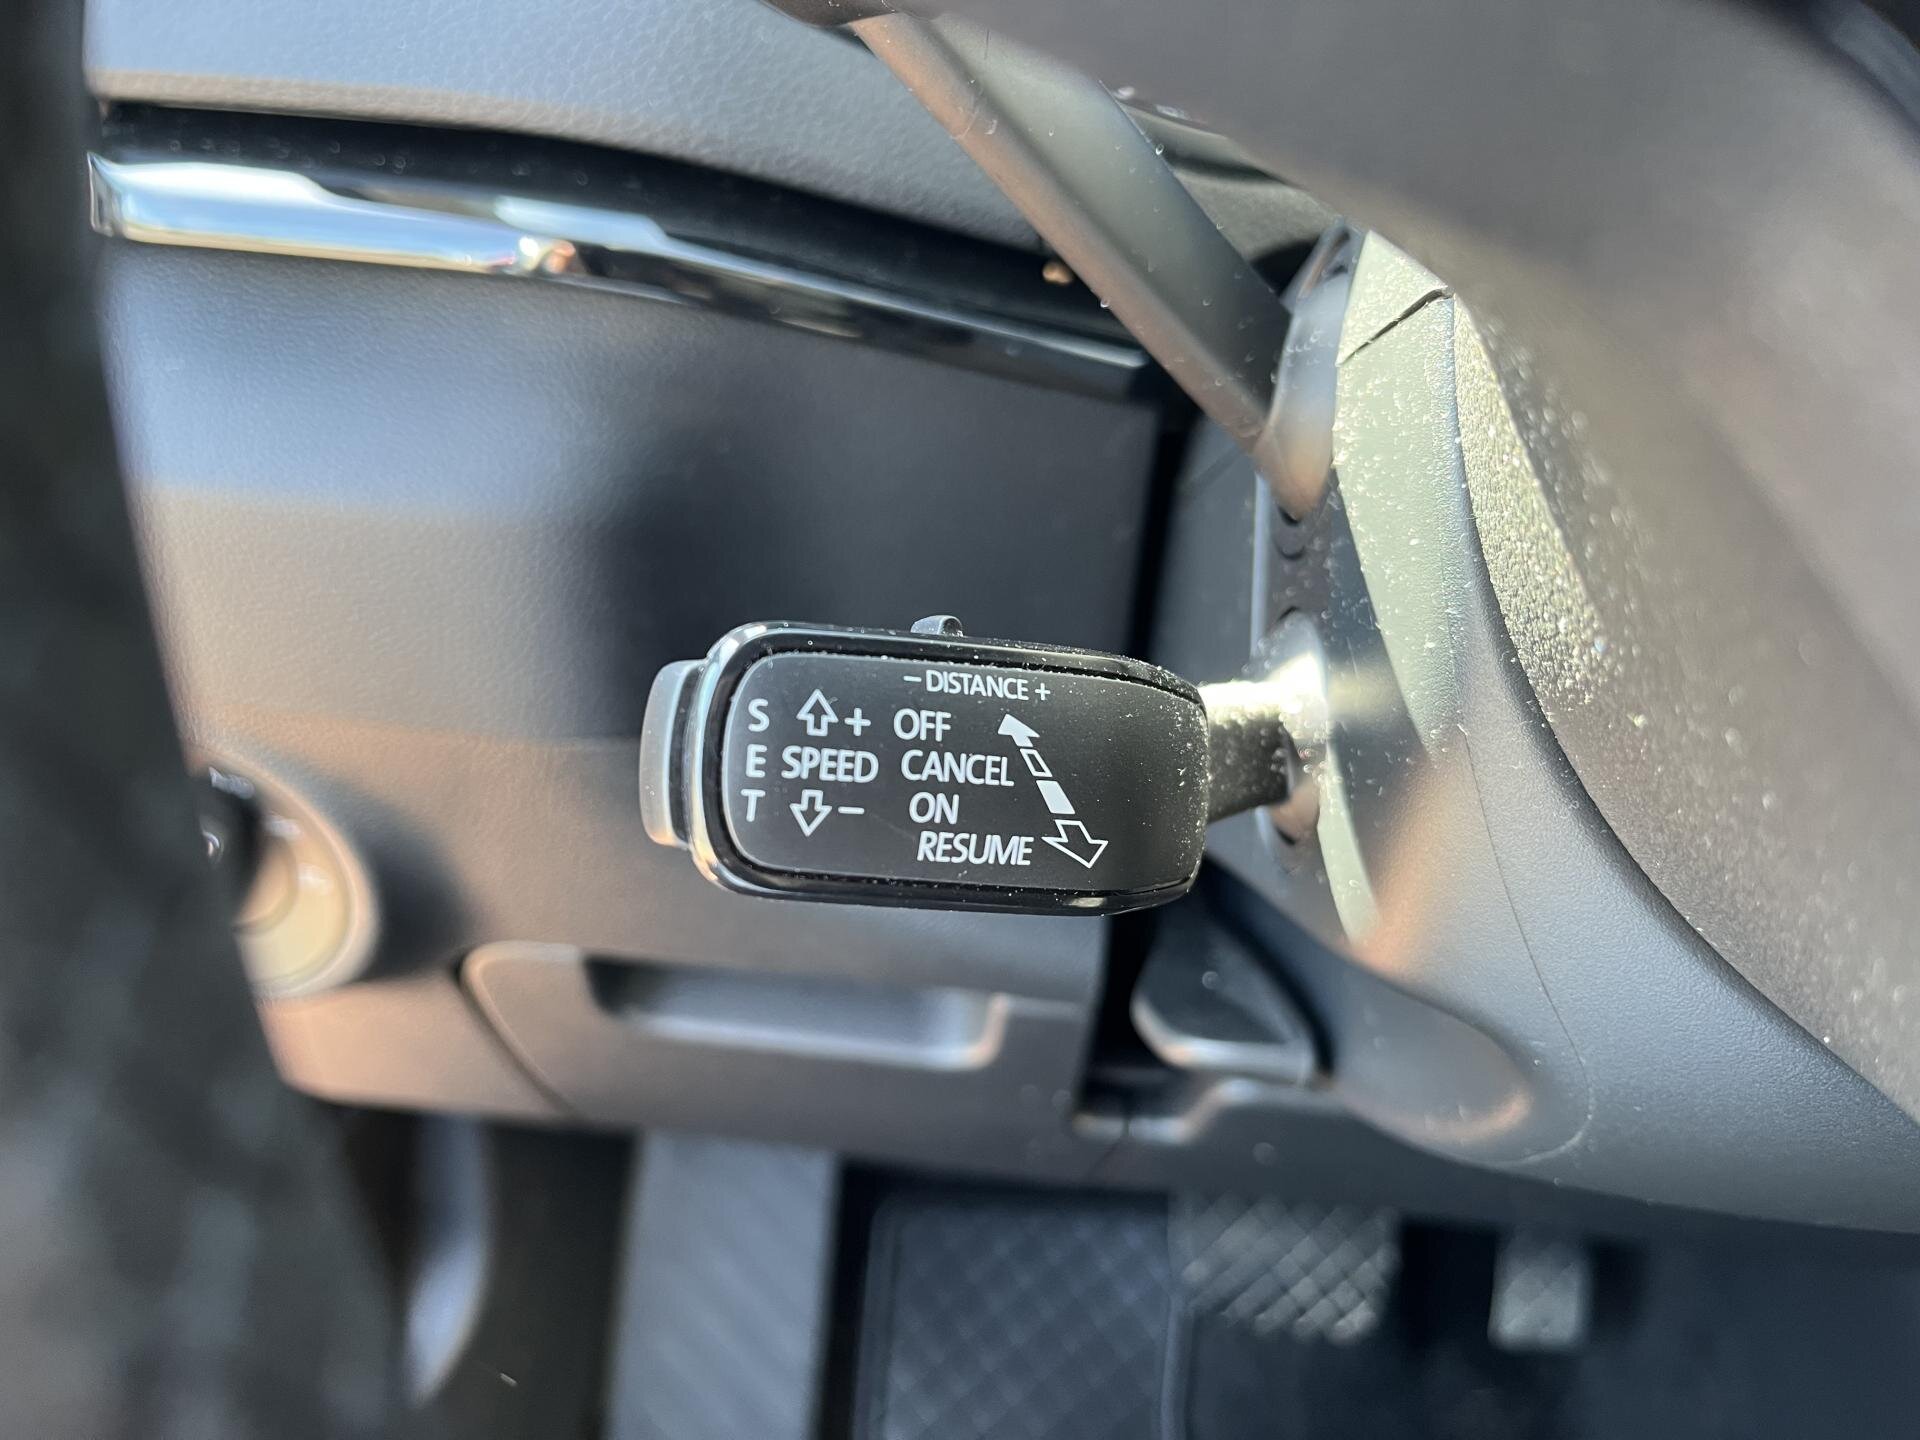 – DISTANCE +
S + OFF
E SPEED CANCEL
T – ON
RESUME